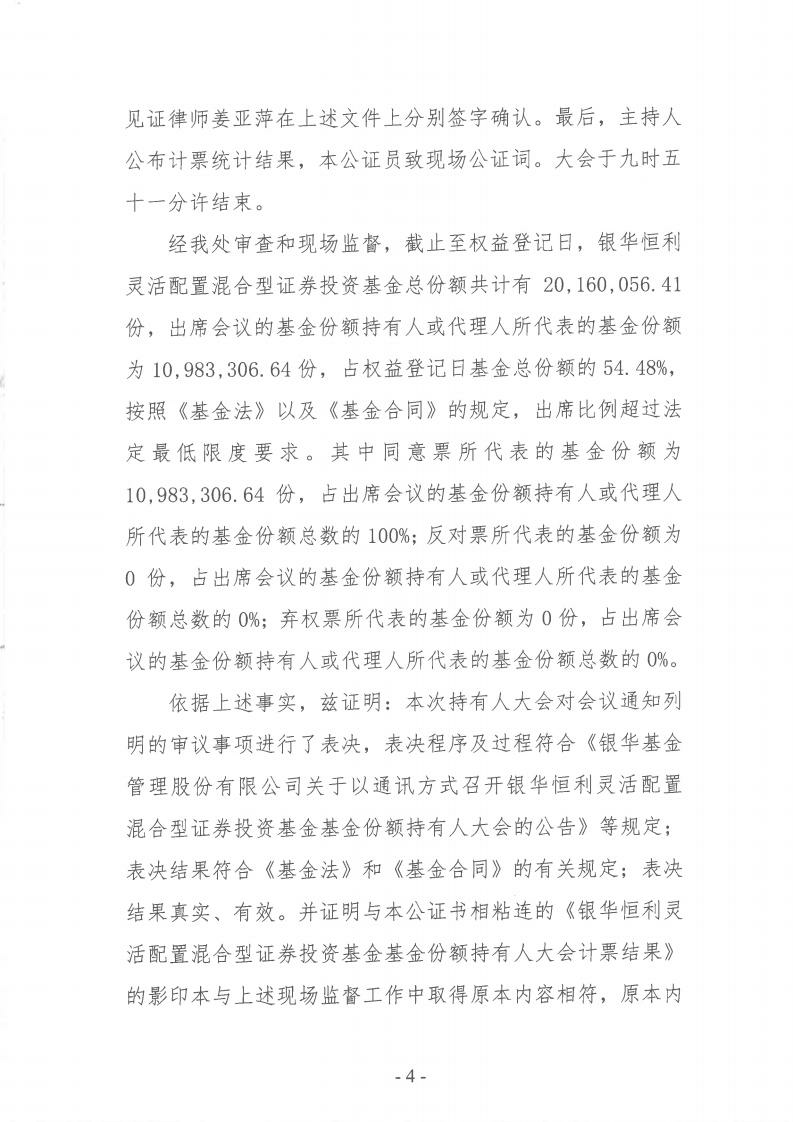 见证律师姜亚萍在上述文件上分别签字确认。最后，主持人
公布计票统计结果，本公证员致现场公证词。大会于九时五
十一分许结束。
经我处审查和现场监督，截止至权益登记日，银华恒利
灵活配置混合型证券投资基金总份额共计有 20,160,056.41
份，出席会议的基金份额持有人或代理人所代表的基金份额
为 10,983,306.64 份，占权益登记日基金总份额的 54.48%，
按照《基金法》以及《基金合同》的规定，出席比例超过法
定最低限度要求。其中同意票所代表的基金份额为
10,983,306.64 份，占出席会议的基金份额持有人或代理人
所代表的基金份额总数的 100%；反对票所代表的基金份额为
0 份，占出席会议的基金份额持有人或代理人所代表的基金
份额总数的 0%；弃权票所代表的基金份额为 0 份，占出席会
议的基金份额持有人或代理人所代表的基金份额总数的 0%。
依据上述事实，兹证明：本次持有人大会对会议通知列
明的审议事项进行了表决，表决程序及过程符合《银华基金
管理股份有限公司关于以通讯方式召开银华恒利灵活配置
混合型证券投资基金基金份额持有人大会的公告》等规定；
表决结果符合《基金法》和《基金合同》的有关规定；表决
结果真实、有效。并证明与本公证书相粘连的《银华恒利灵
活配置混合型证券投资基金基金份额持有人大会计票结果》
的影印本与上述现场监督工作中取得原本内容相符，原本内
- 4 -